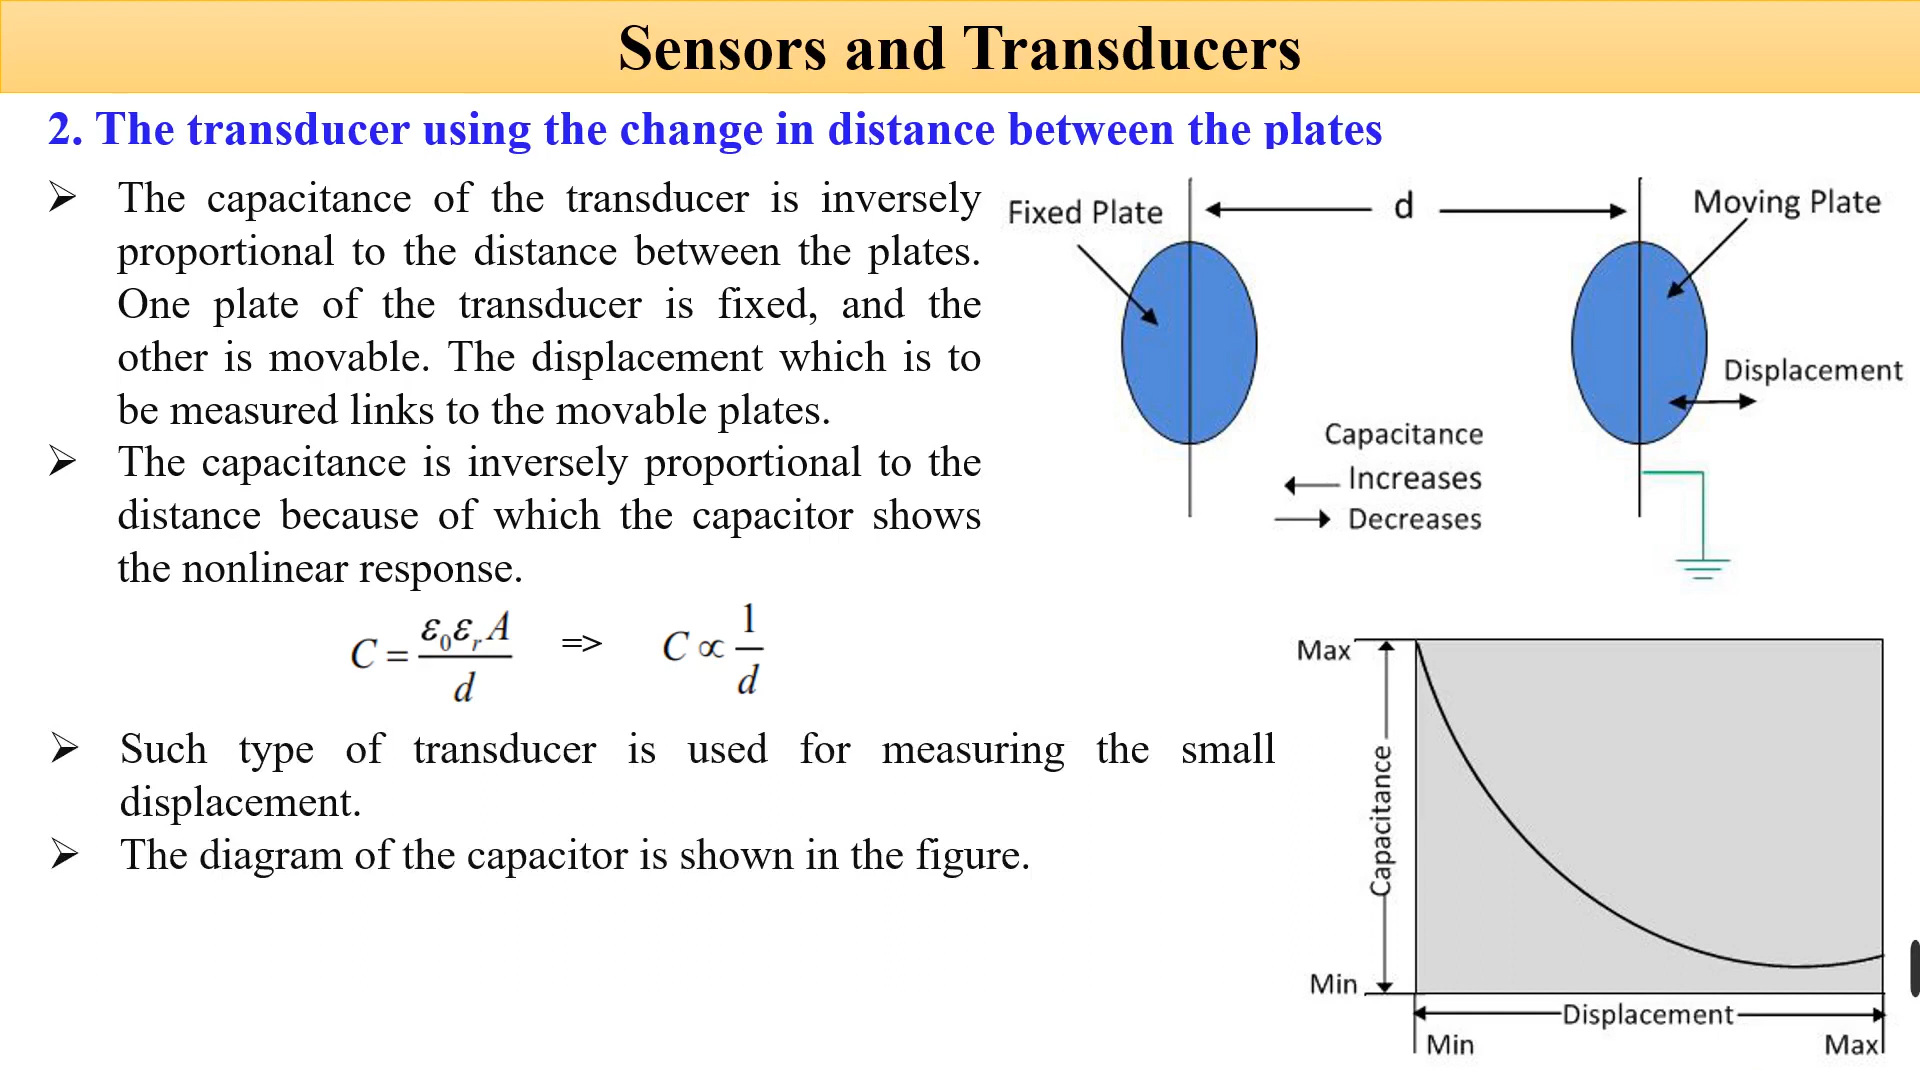 Sensors and Transducers
2. The transducer using the change in distance between the plates
➢ The capacitance of the transducer is inversely
proportional to the distance between the plates.
One plate of the transducer is fixed, and the
other is movable. The displacement which is to
be measured links to the movable plates.
➢ The capacitance is inversely proportional to the
distance because of which the capacitor shows
the nonlinear response.
C = ε₀εᵣA / d => C ∝ 1 / d
➢ Such type of transducer is used for measuring the small
displacement.
➢ The diagram of the capacitor is shown in the figure.
Fixed Plate
d
Moving Plate
Displacement
Capacitance
Increases
Decreases
Max
Capacitance
Min
Displacement
Min
Max